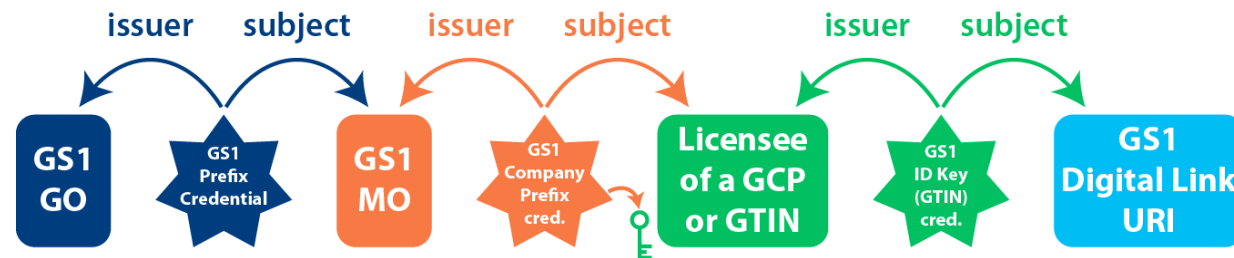 issuer subject issuer subject issuer subject
GS1
GO
GS1
Prefix
Credential
GS1
MO
GS1
Company
Prefix
cred.
Licensee
of a GCP
or GTIN
GS1
ID Key
(GTIN)
cred.
GS1
Digital Link
URI